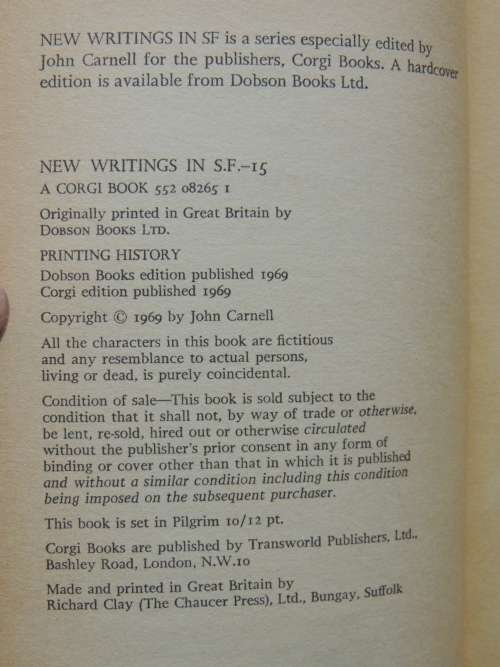 NEW WRITINGS IN SF is a series especially edited by
John Carnell for the publishers, Corgi Books. A hardcover
edition is available from Dobson Books Ltd.
NEW WRITINGS IN S.F.–15
A CORGI BOOK 552 08265 1
Originally printed in Great Britain by
DOBSON BOOKS LTD.
PRINTING HISTORY
Dobson Books edition published 1969
Corgi edition published 1969
Copyright © 1969 by John Carnell
All the characters in this book are fictitious
and any resemblance to actual persons,
living or dead, is purely coincidental.
Condition of sale—This book is sold subject to the
condition that it shall not, by way of trade or otherwise,
be lent, re-sold, hired out or otherwise circulated
without the publisher's prior consent in any form of
binding or cover other than that in which it is published
and without a similar condition including this condition
being imposed on the subsequent purchaser.
This book is set in Pilgrim 10/12 pt.
Corgi Books are published by Transworld Publishers, Ltd.,
Bashley Road, London, N.W.10
Made and printed in Great Britain by
Richard Clay (The Chaucer Press), Ltd., Bungay, Suffolk